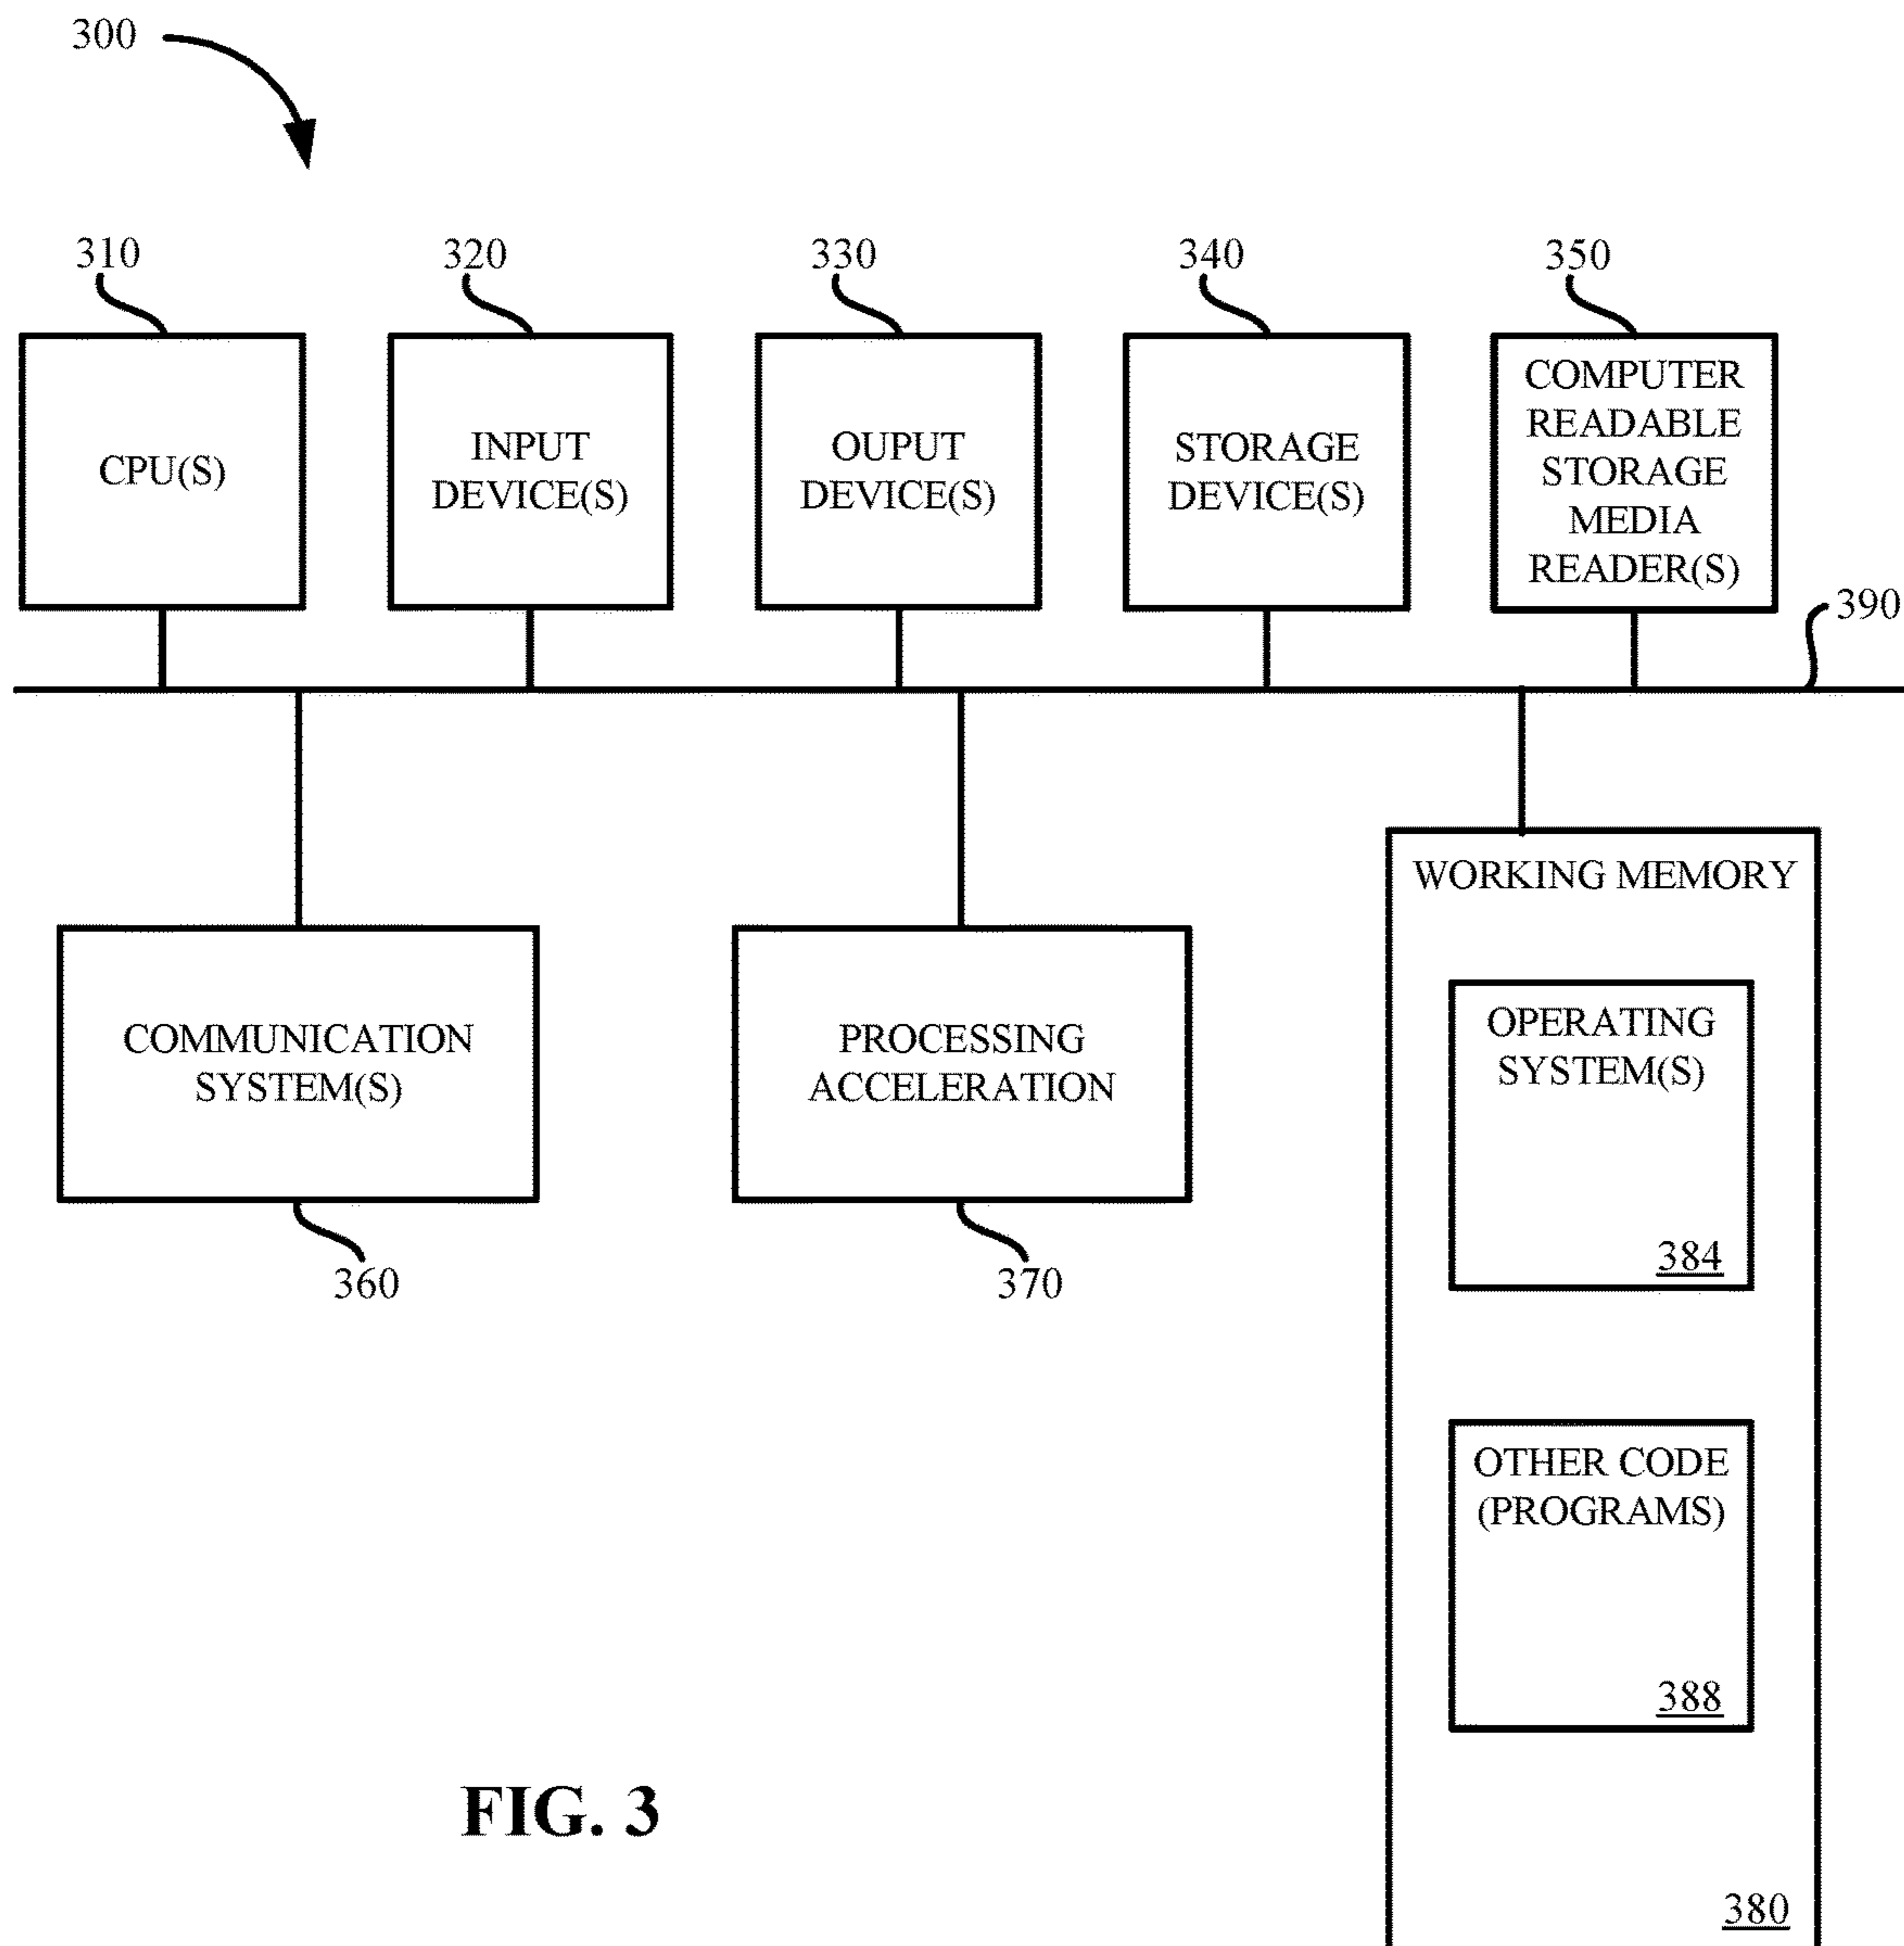 300
310
320
330
340
350
CPU(S)
INPUT
DEVICE(S)
OUPUT
DEVICE(S)
STORAGE
DEVICE(S)
COMPUTER
READABLE
STORAGE
MEDIA
READER(S)
390
COMMUNICATION
SYSTEM(S)
360
PROCESSING
ACCELERATION
370
WORKING MEMORY
OPERATING
SYSTEM(S)
384
OTHER CODE
(PROGRAMS)
388
380
FIG. 3